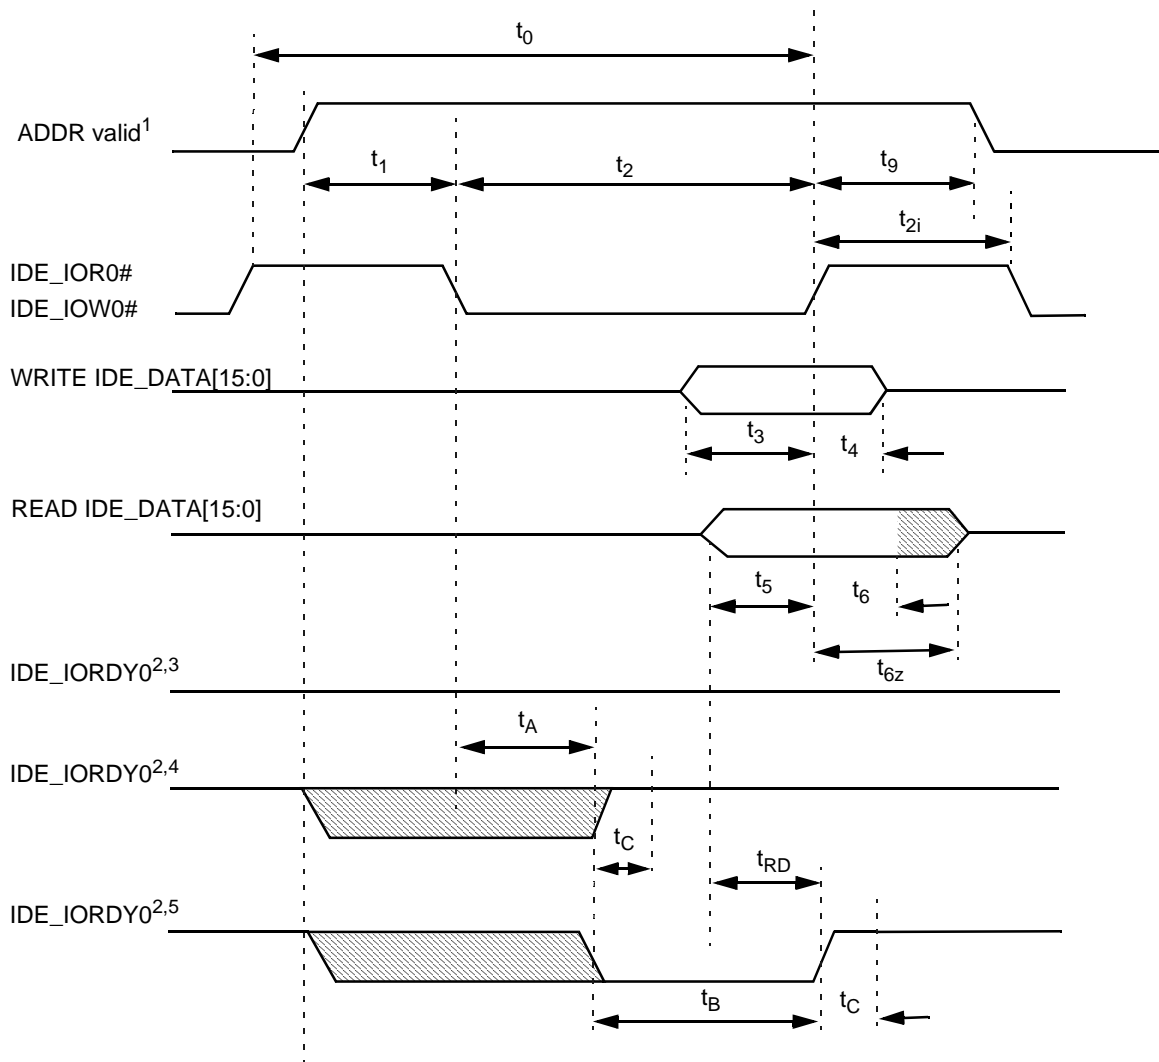 t0
ADDR valid1
t1
t2
t9
t2i
IDE_IOR0#
IDE_IOW0#
WRITE IDE_DATA[15:0]
t3
t4
READ IDE_DATA[15:0]
t5
t6
t6z
IDE_IORDY02,3
tA
IDE_IORDY02,4
tC
tRD
IDE_IORDY02,5
tB
tC